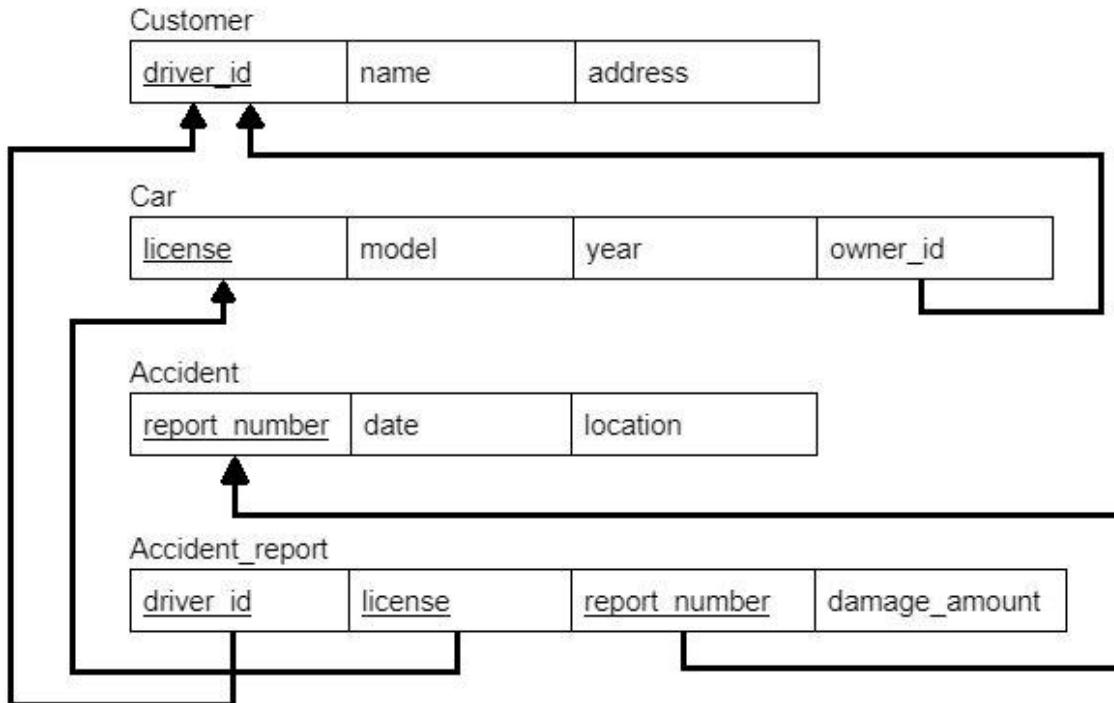 Customer
driver_id name address
Car
license model year owner_id
Accident
report_number date location
Accident_report
driver_id license report_number damage_amount